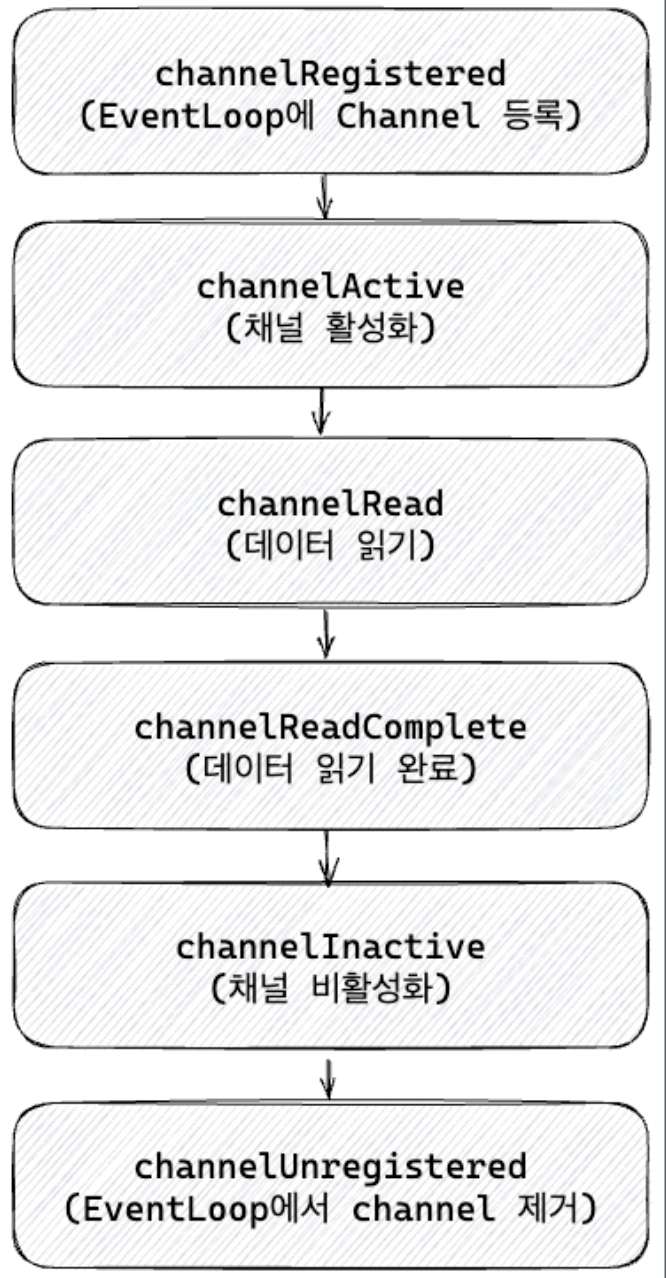 channelRegistered
(EventLoop에 Channel 등록)
channelActive
(채널 활성화)
channelRead
(데이터 읽기)
channelReadComplete
(데이터 읽기 완료)
channelInactive
(채널 비활성화)
channelUnregistered
(EventLoop에서 channel 제거)